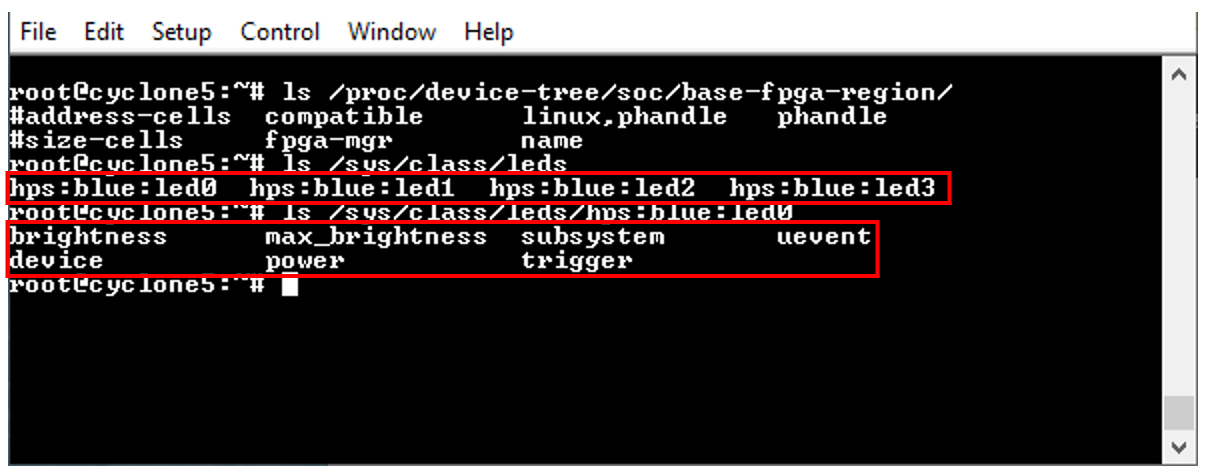 File Edit Setup Control Window Help
root@cyclone5:~# ls /proc/device-tree/soc/base-fpga-region/
#address-cells compatible linux,phandle phandle
#size-cells fpga-mgr name
root@cyclone5:~# ls /sys/class/leds
hps:blue:led0 hps:blue:led1 hps:blue:led2 hps:blue:led3
root@cyclone5:~# ls /sys/class/leds/hps:blue:led0
brightness max_brightness subsystem uevent
device power trigger
root@cyclone5:~#